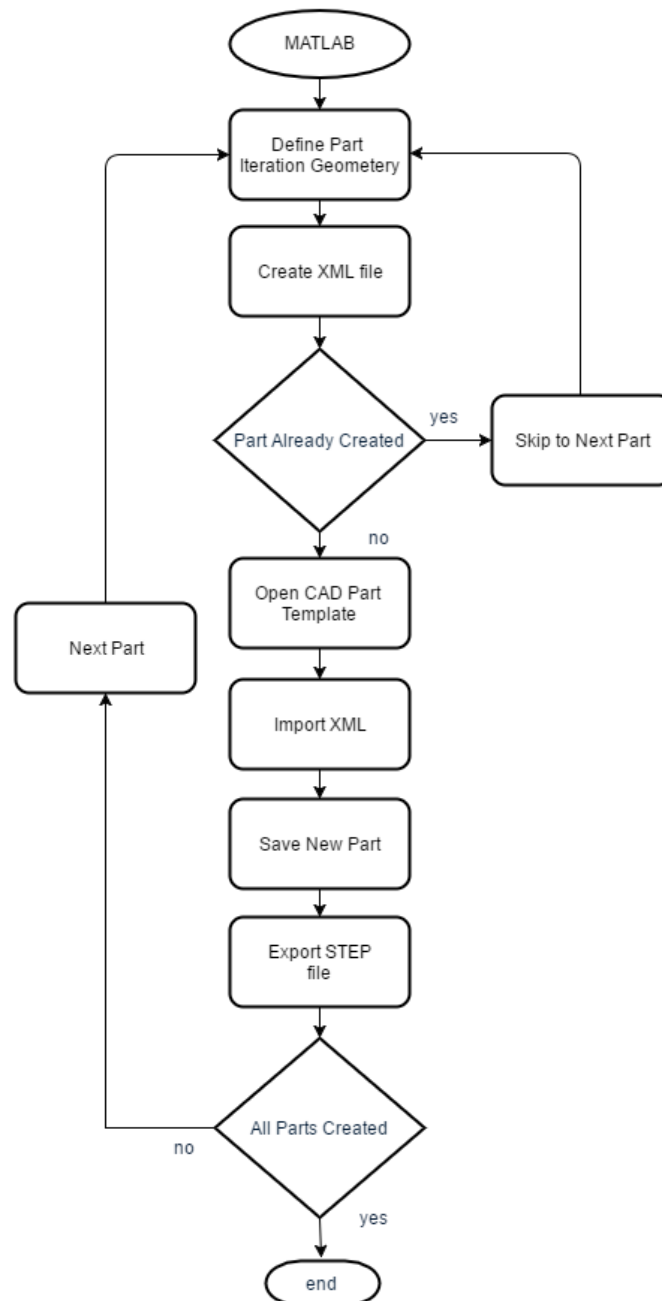 MATLAB
Define Part
Iteration Geometery
Create XML file
Part Already Created
yes
Skip to Next Part
no
Open CAD Part
Template
Next Part
Import XML
Save New Part
Export STEP
file
All Parts Created
no
yes
end